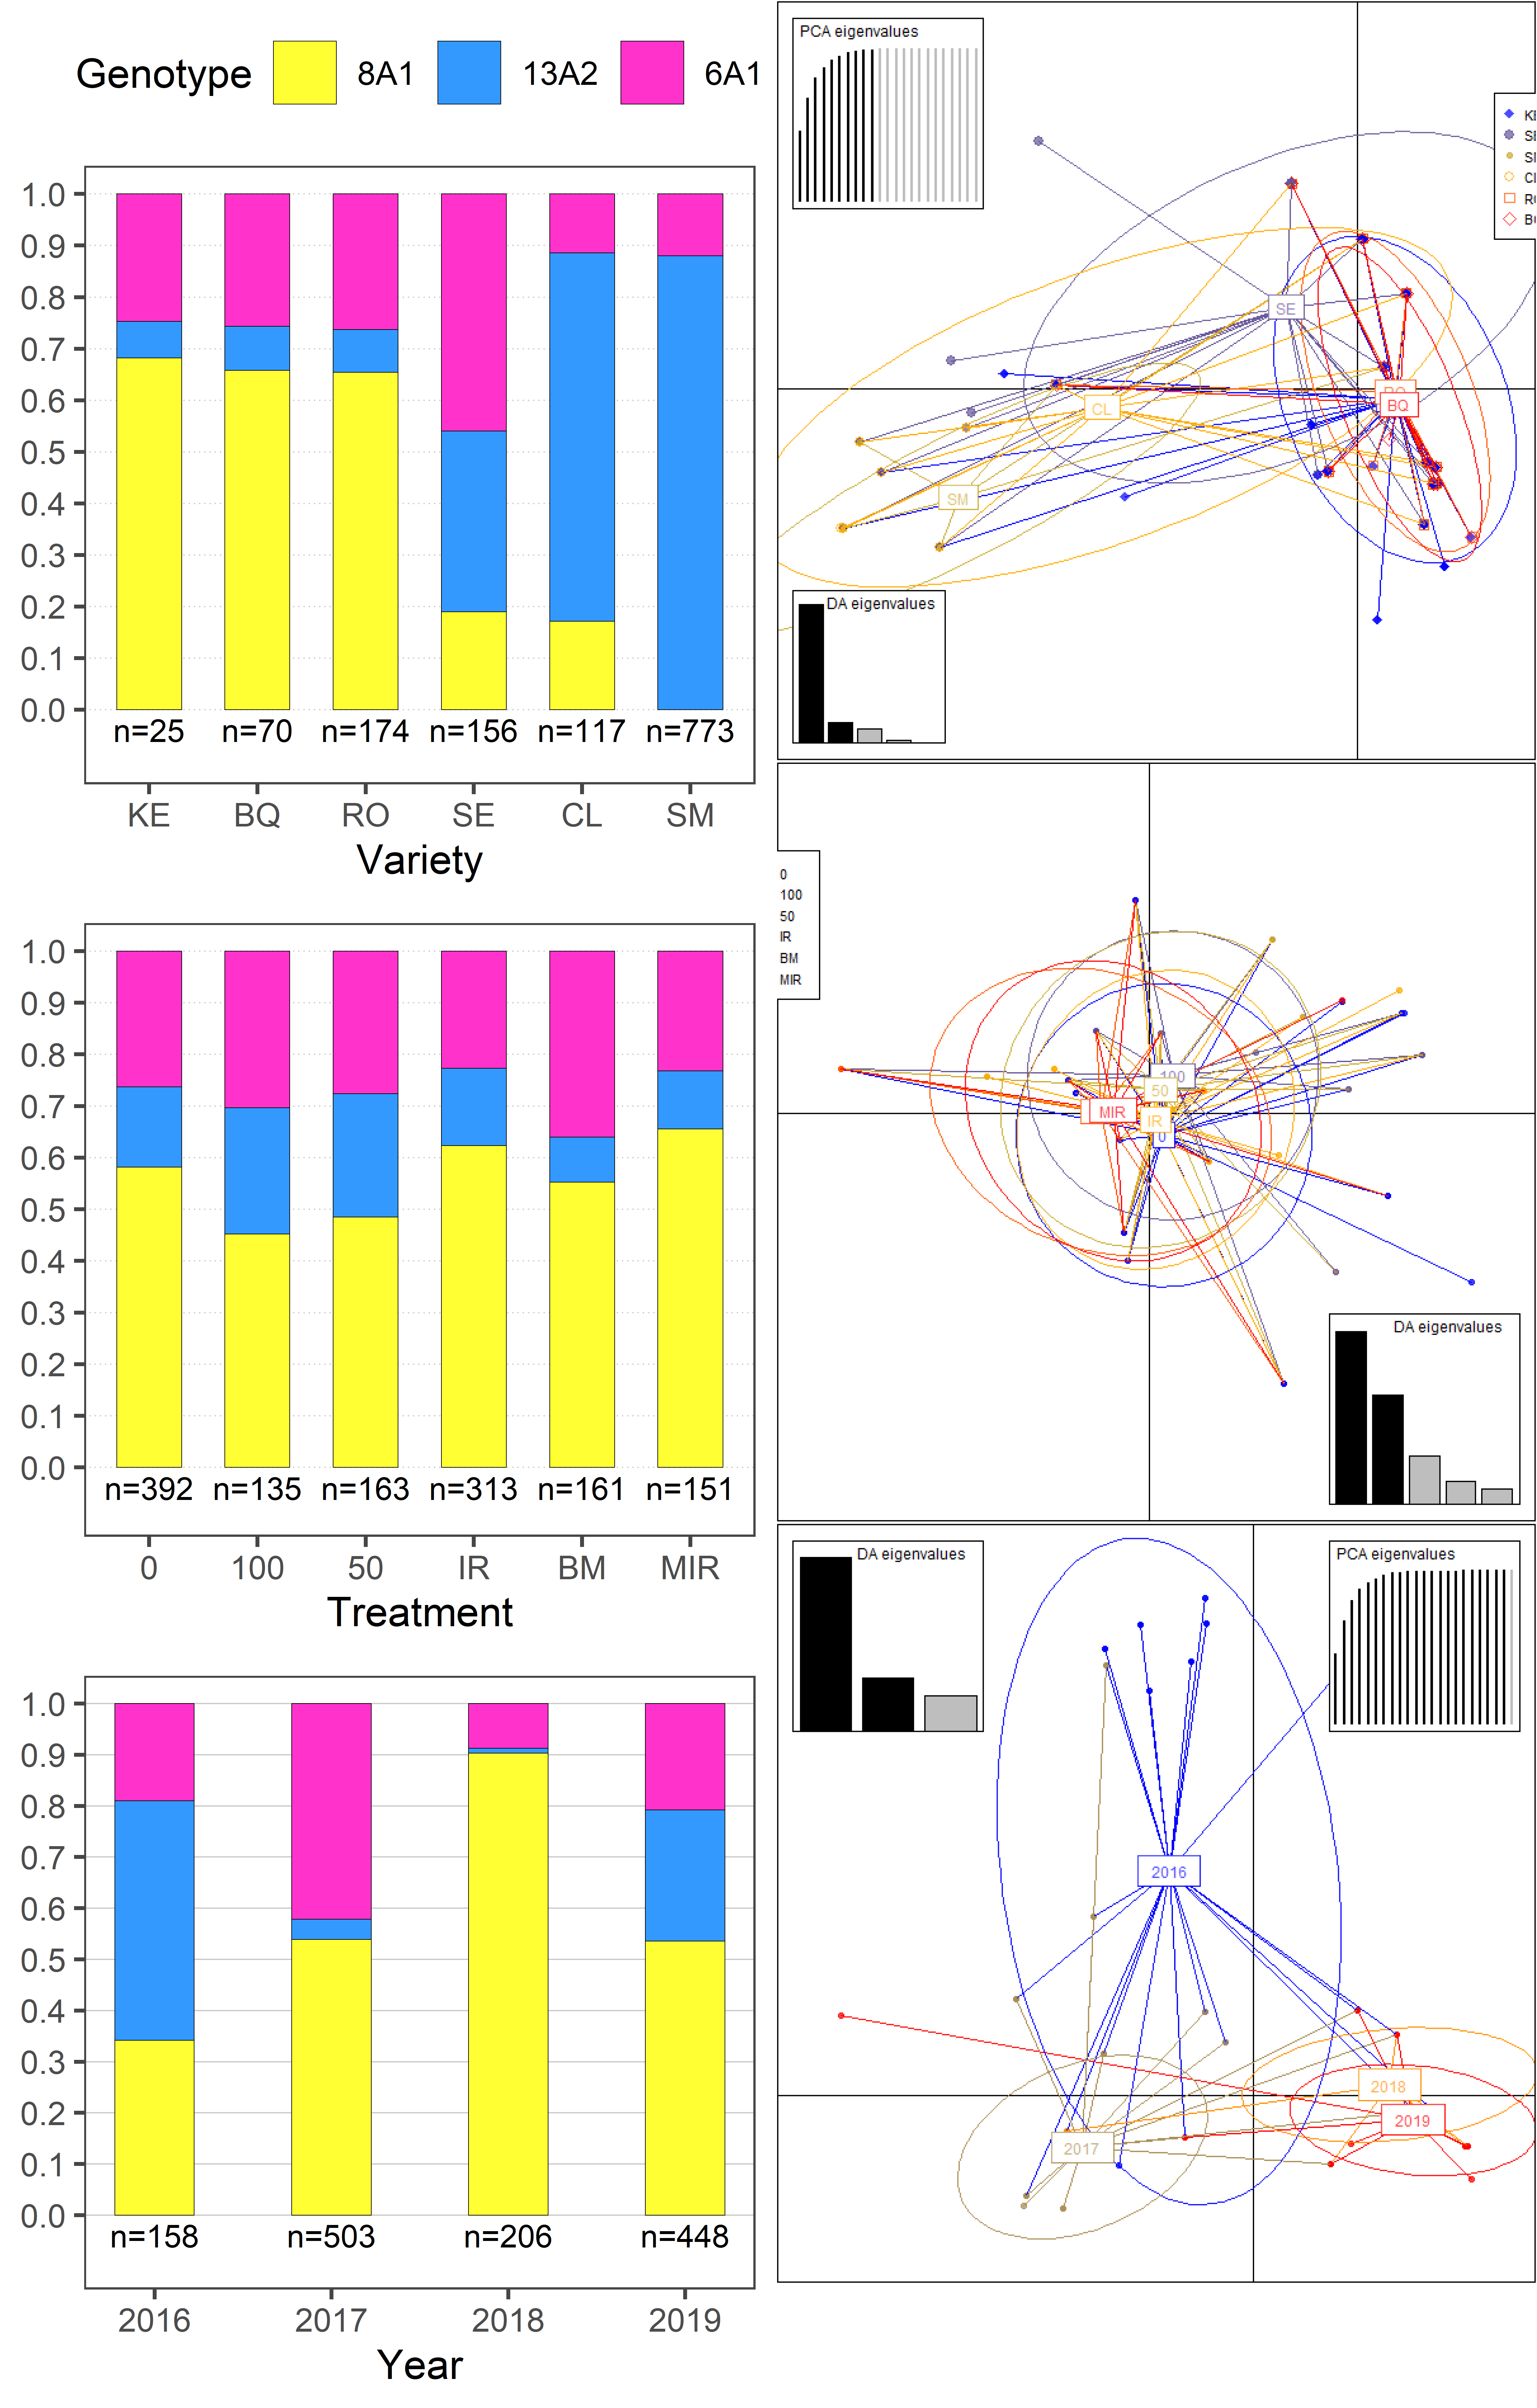 Genotype 8A1 13A2 6A1
1.0
0.9
0.8
0.7
0.6
0.5
0.4
0.3
0.2
0.1
0.0
n=25 n=70 n=174 n=156 n=117 n=773
KE BQ RO SE CL SM
Variety
1.0
0.9
0.8
0.7
0.6
0.5
0.4
0.3
0.2
0.1
0.0
n=392 n=135 n=163 n=313 n=161 n=151
0 100 50 IR BM MIR
Treatment
1.0
0.9
0.8
0.7
0.6
0.5
0.4
0.3
0.2
0.1
0.0
n=158 n=503 n=206 n=448
2016 2017 2018 2019
Year
PCA eigenvalues
SE
BQ
CL
SM
DA eigenvalues
0
100
50
IR
BM
MIR
100
50
MIR
IR
0
DA eigenvalues
DA eigenvalues
PCA eigenvalues
2016
2018
2019
2017